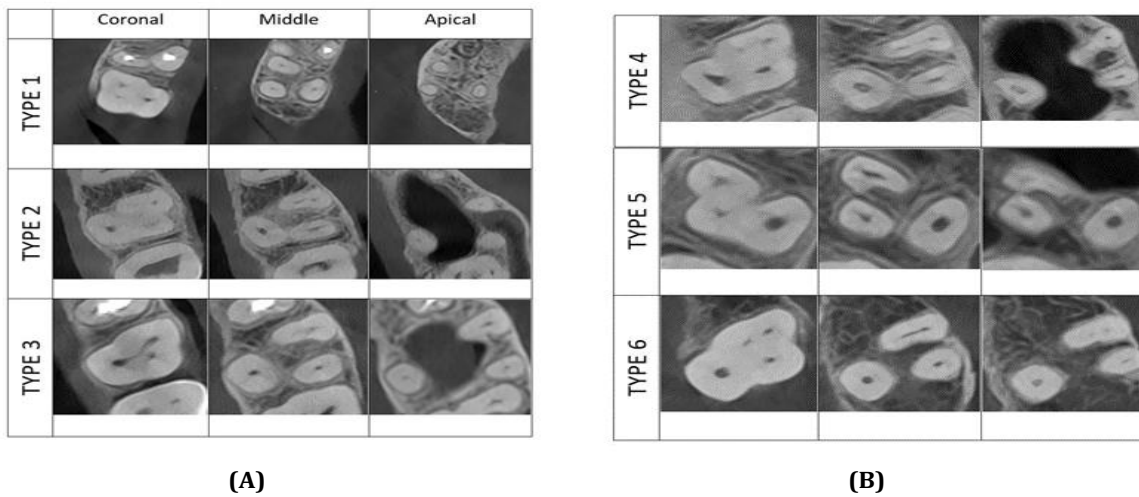 Coronal Middle Apical
TYPE 1
TYPE 2
TYPE 3
(A)
TYPE 4
TYPE 5
TYPE 6
(B)